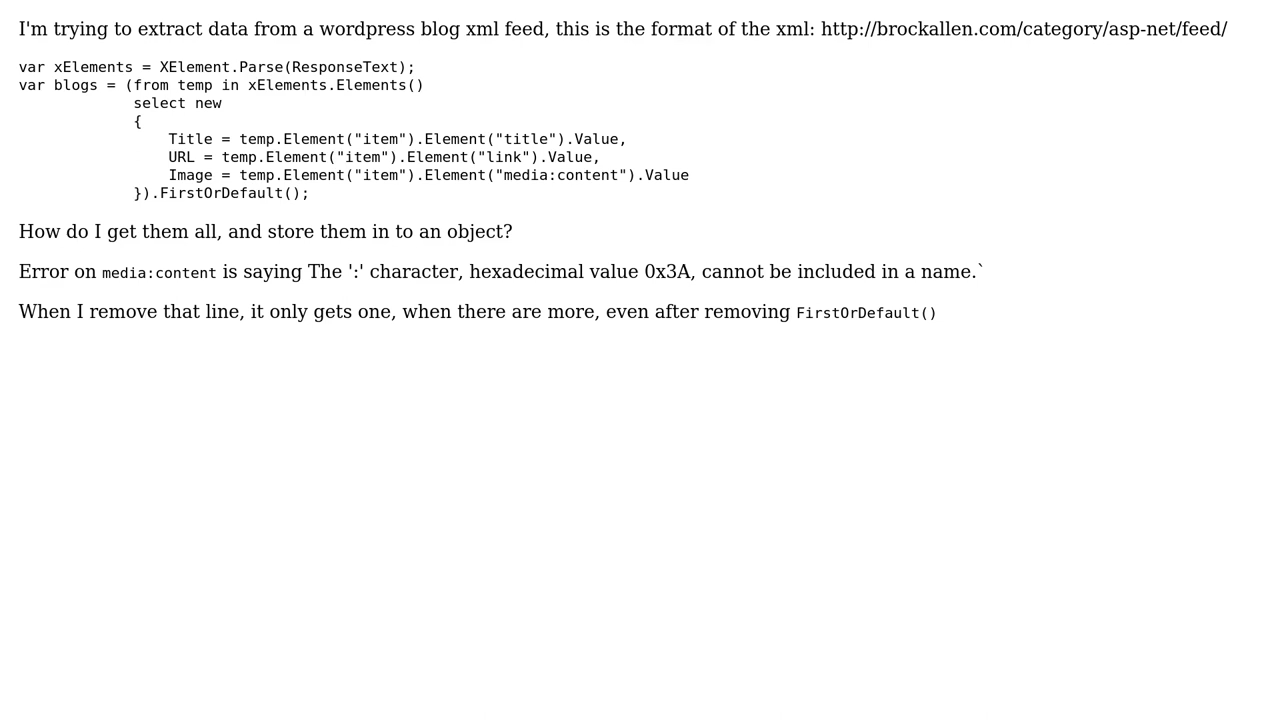 I'm trying to extract data from a wordpress blog xml feed, this is the format of the xml: http://brockallen.com/category/asp-net/feed/
var xElements = XElement.Parse(ResponseText);
var blogs = (from temp in xElements.Elements()
             select new
             {
                 Title = temp.Element("item").Element("title").Value,
                 URL = temp.Element("item").Element("link").Value,
                 Image = temp.Element("item").Element("media:content").Value
             }).FirstOrDefault();
How do I get them all, and store them in to an object?
Error on media:content is saying The ':' character, hexadecimal value 0x3A, cannot be included in a name.`
When I remove that line, it only gets one, when there are more, even after removing FirstOrDefault()